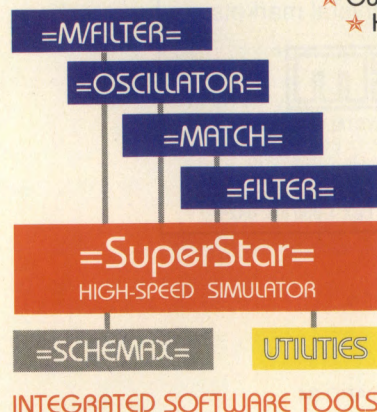 =M/FILTER=
=OSCILLATOR=
=MATCH=
=FILTER=
=SuperStar=
HIGH-SPEED SIMULATOR
=SCHEMAX=
UTILITIES
INTEGRATED SOFTWARE TOOLS